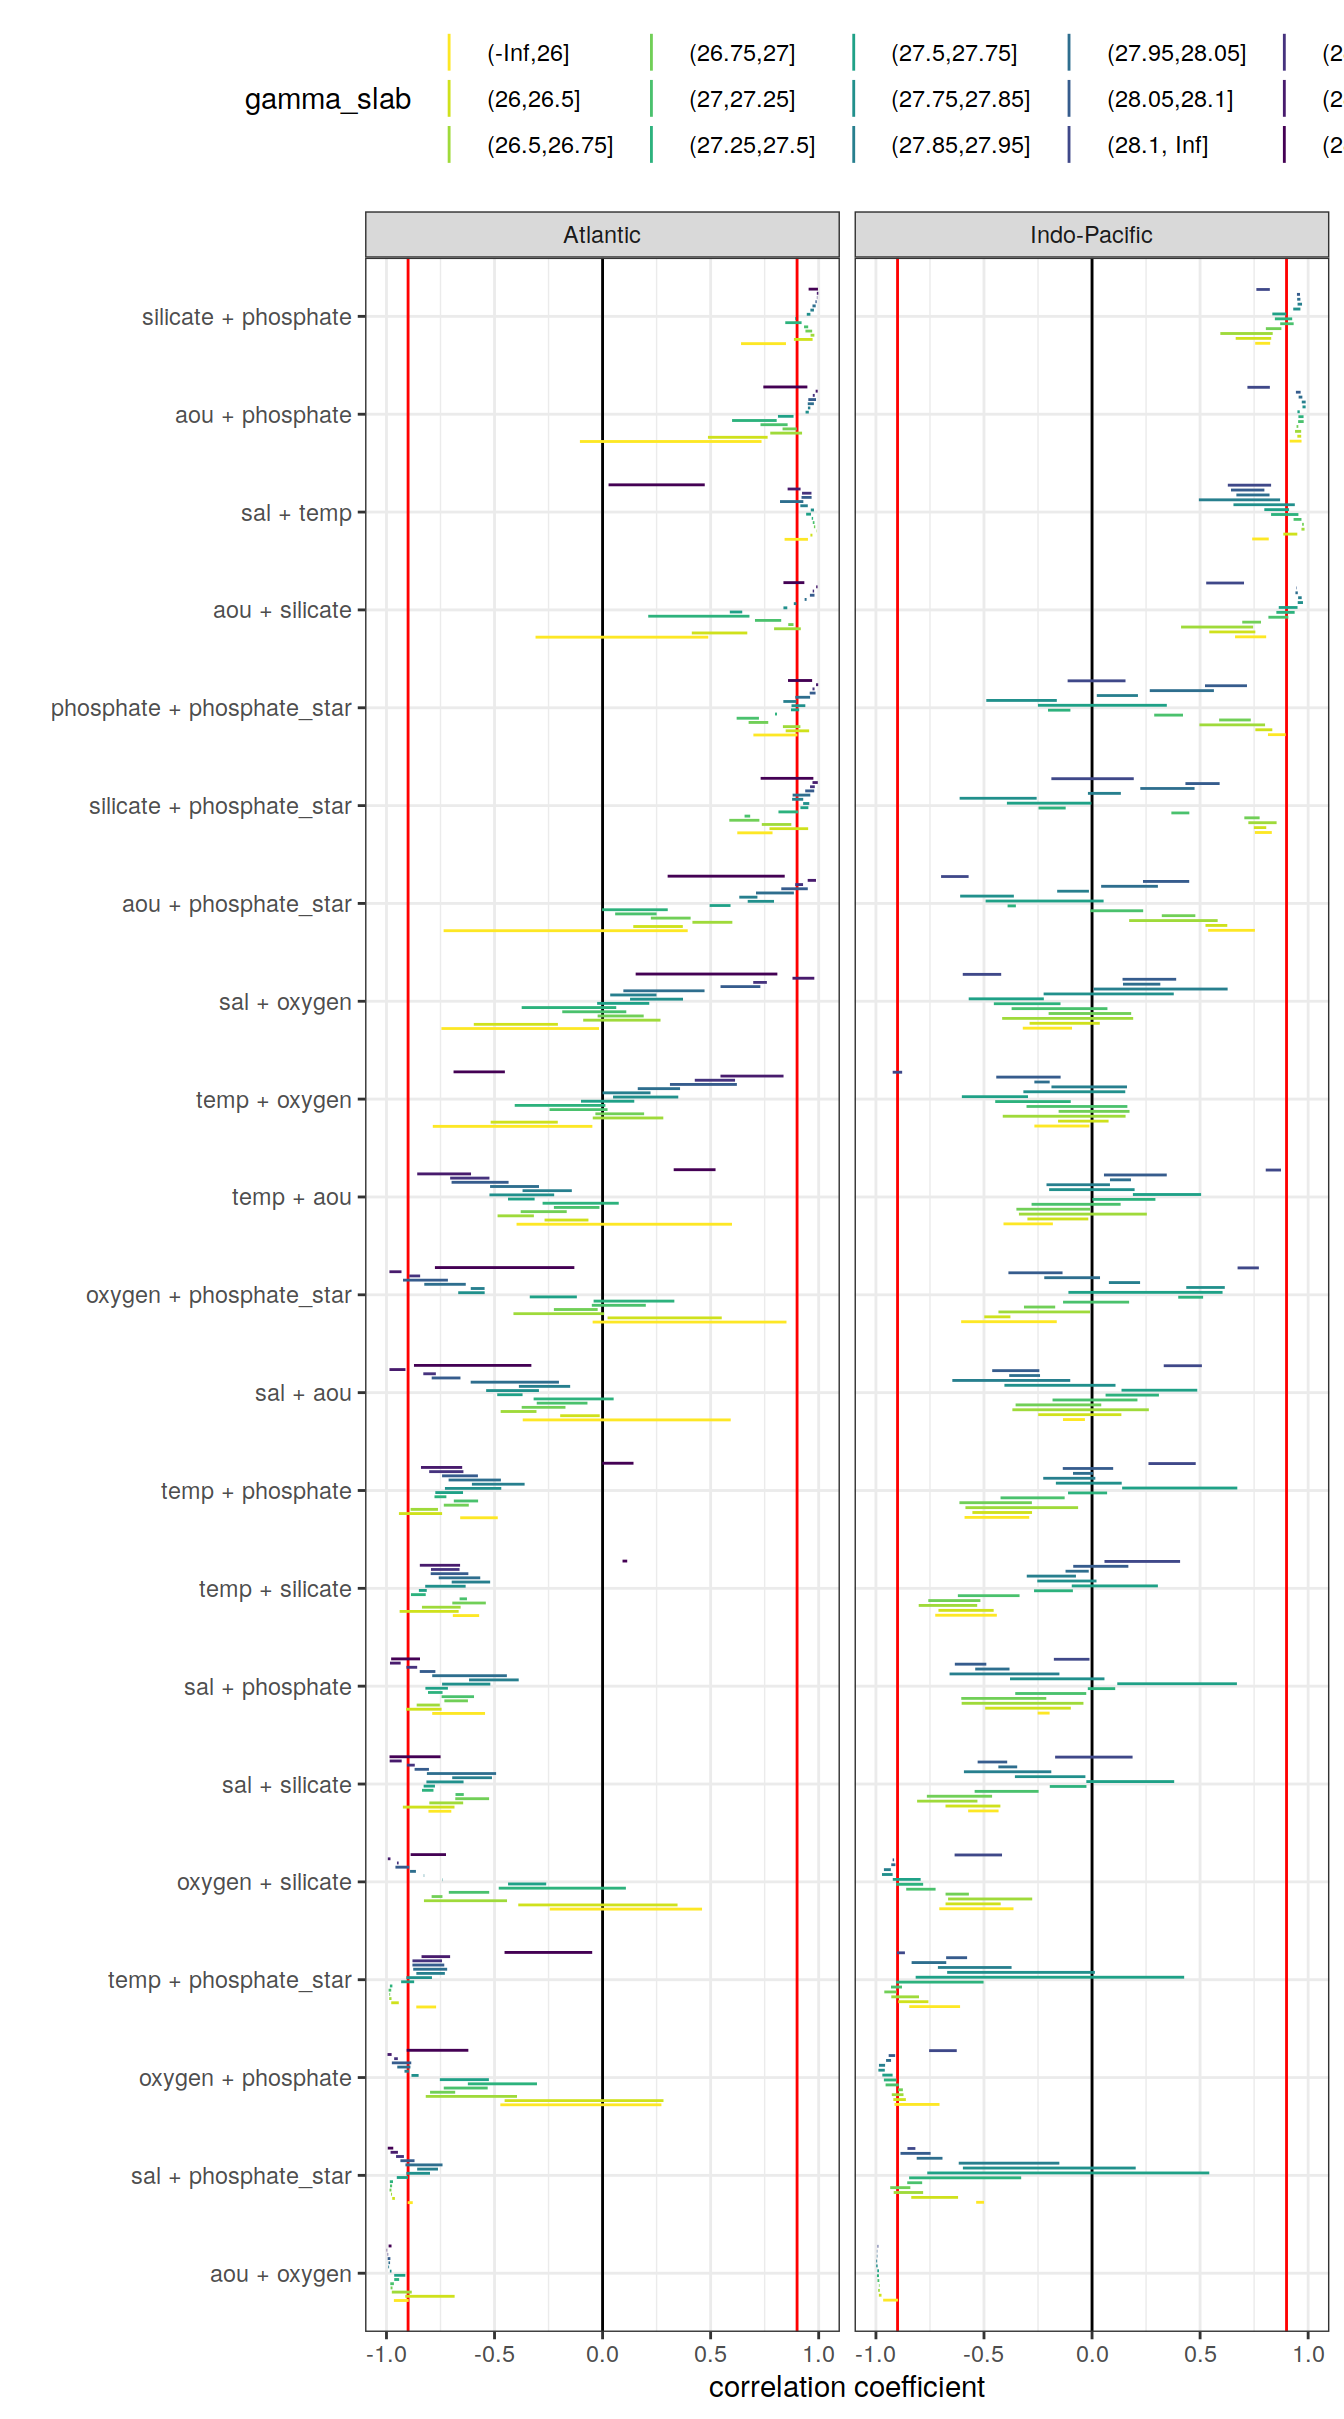 (-Inf,26] (26.75,27] (27.5,27.75] (27.95,28.05] (2
gamma_slab (26,26.5] (27,27.25] (27.75,27.85] (28.05,28.1] (2
(26.5,26.75] (27.25,27.5] (27.85,27.95] (28.1, Inf] (2
Atlantic Indo-Pacific
silicate + phosphate
aou + phosphate
sal + temp
aou + silicate
phosphate + phosphate_star
silicate + phosphate_star
aou + phosphate_star
sal + oxygen
temp + oxygen
temp + aou
oxygen + phosphate_star
sal + aou
temp + phosphate
temp + silicate
sal + phosphate
sal + silicate
oxygen + silicate
temp + phosphate_star
oxygen + phosphate
sal + phosphate_star
aou + oxygen
-1.0 -0.5 0.0 0.5 1.0 -1.0 -0.5 0.0 0.5 1.0
correlation coefficient